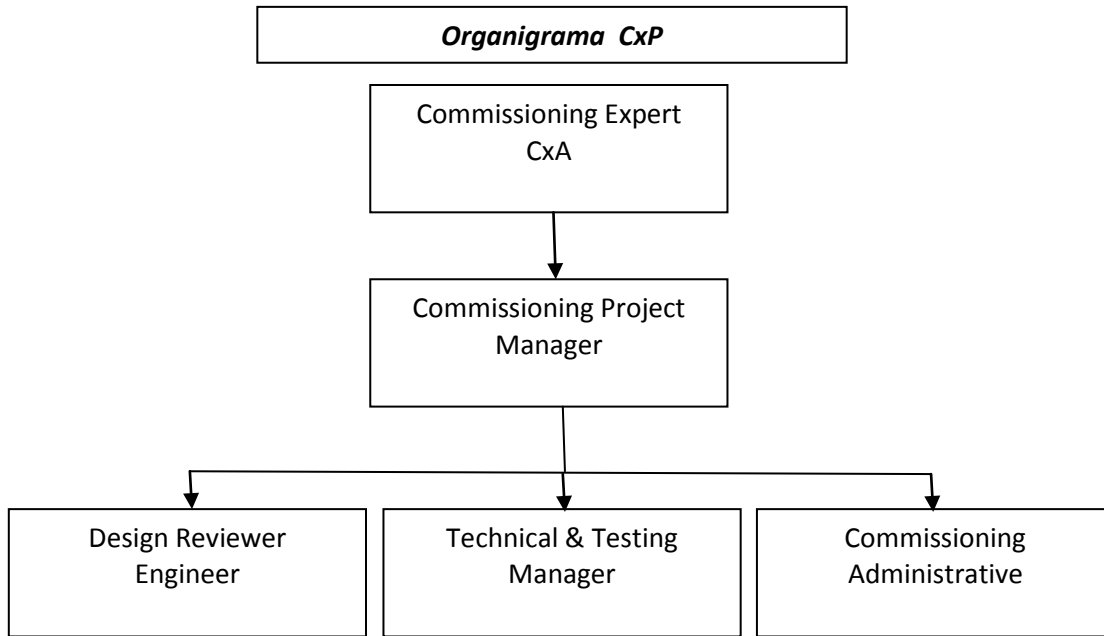 Organigrama CxP
Commissioning Expert
CxA
Commissioning Project
Manager
Design Reviewer
Engineer
Technical & Testing
Manager
Commissioning
Administrative